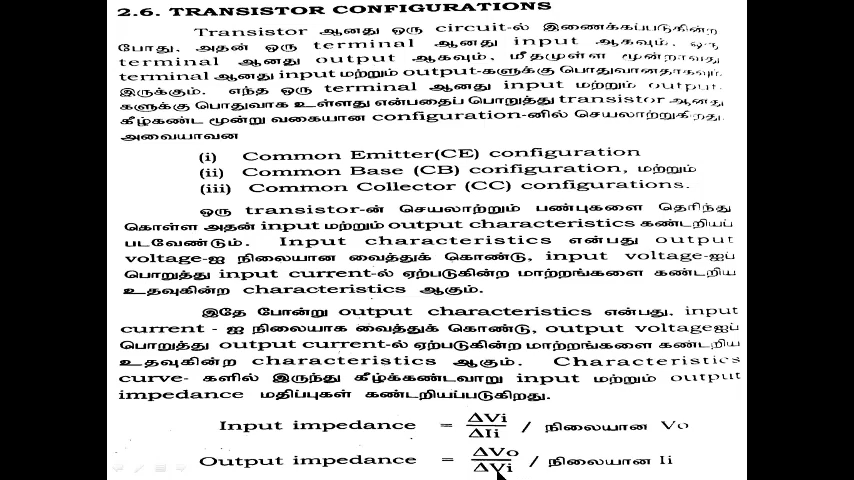 2.6. TRANSISTOR CONFIGURATIONS
Transistor ஆனது ஒரு circuit-ல் இணைக்கப்படுகின்ற
போது, அதன் ஒரு terminal ஆனது input ஆகவும், ஒரு
terminal ஆனது output ஆகவும், மீதமுள்ள மூன்றாவது
terminal ஆனது input மற்றும் output-களுக்கு பொதுவானதாகவும்
இருக்கும். எந்த ஒரு terminal ஆனது input மற்றும் output-
களுக்கு பொதுவாக உள்ளது என்பதைப் பொறுத்து transistor ஆனது
கீழ்கண்ட மூன்று வகையான configuration-னில் செயலாற்றுகிறது.
அவையாவன
(i) Common Emitter(CE) configuration
(ii) Common Base (CB) configuration, மற்றும்
(iii) Common Collector (CC) configurations.
ஒரு transistor-ன் செயலாற்றும் பண்புகளை தெரிந்து
கொள்ள அதன் input மற்றும் output characteristics கண்டறியப்
படவேண்டும். Input characteristics என்பது output
voltage-ஐ நிலையான வைத்துக் கொண்டு, input voltage-ஐப்
பொறுத்து input current-ல் ஏற்படுகின்ற மாற்றங்களை கண்டறிய
உதவுகின்ற characteristics ஆகும்.
இதே போன்று output characteristics என்பது, input
current - ஐ நிலையாக வைத்துக் கொண்டு, output voltageஐப்
பொறுத்து output current-ல் ஏற்படுகின்ற மாற்றங்களை கண்டறிய
உதவுகின்ற characteristics ஆகும். Characteristics
curve- களில் இருந்து கீழ்க்கண்டவாறு input மற்றும் output
impedance மதிப்புகள் கண்டறியப்படுகிறது.
Input impedance = ΔVi / ΔIi / நிலையான Vo
Output impedance = ΔVo / ΔVi / நிலையான Ii